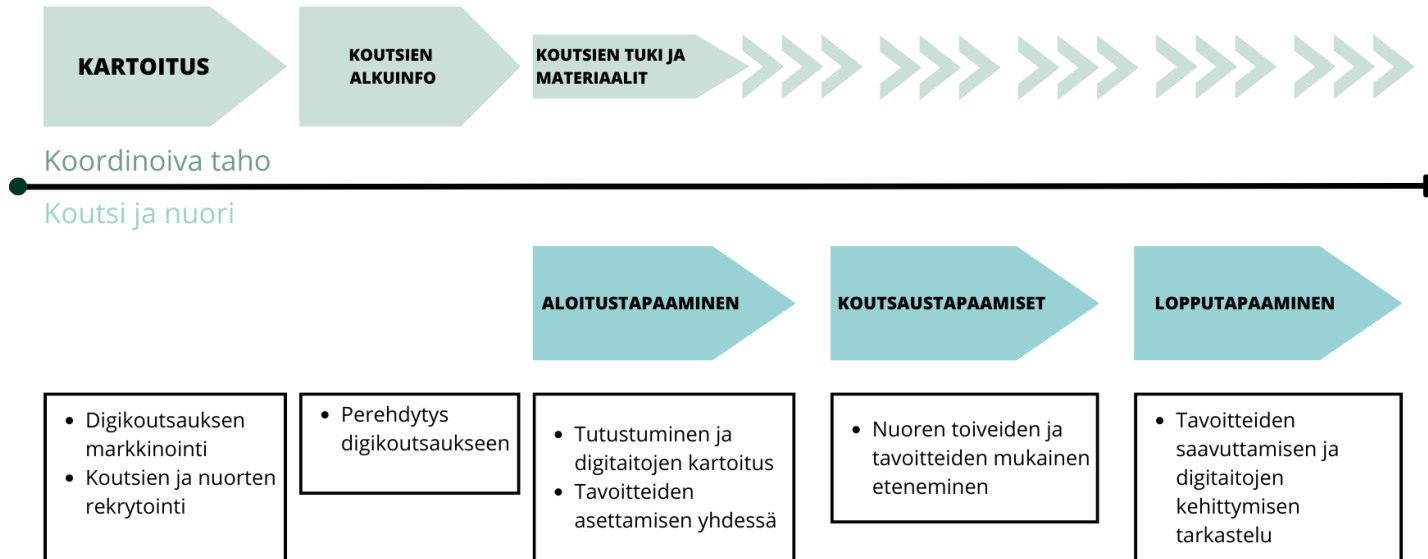 KARTOITUS
KOUTSIEN
ALKUINFO
KOUTSIEN TUKI JA
MATERIAALIT
Koordinoiva taho
Koutsi ja nuori
ALOITUSTAPAAMINEN
KOUTSAUSTAPAAMISET
LOPPUTAPAAMINEN
• Digikoutsauksen
markkinointi
• Koutsien ja nuorten
rekrytointi
• Perehdytys
digikoutsaukseen
• Tutustuminen ja
digitaitojen kartoitus
• Tavoitteiden
asettamisen yhdessä
• Nuoren toiveiden ja
tavoitteiden mukainen
eteneminen
• Tavoitteiden
saavuttamisen ja
digitaitojen
kehittymisen
tarkastelu